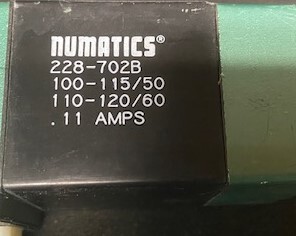 NUMATICS®
228-702B
100-115/50
110-120/60
.11 AMPS